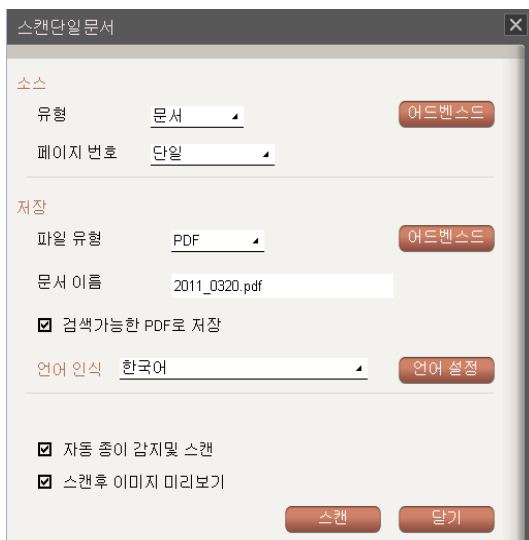 스캔단일문서
소스
유형 문서 어드벤스드
페이지 번호 단일
저장
파일 유형 PDF 어드벤스드
문서 이름 2011_0320.pdf
검색가능한 PDF로 저장
언어 인식 한국어 언어 설정
자동 종이 감지및 스캔
스캔후 이미지 미리보기
스캔 닫기